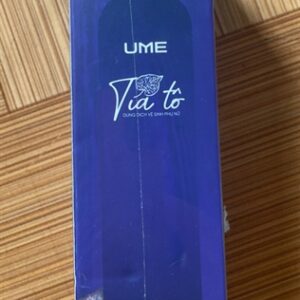 UME
Tía tô
DUNG DỊCH VỆ SINH PHỤ NỮ